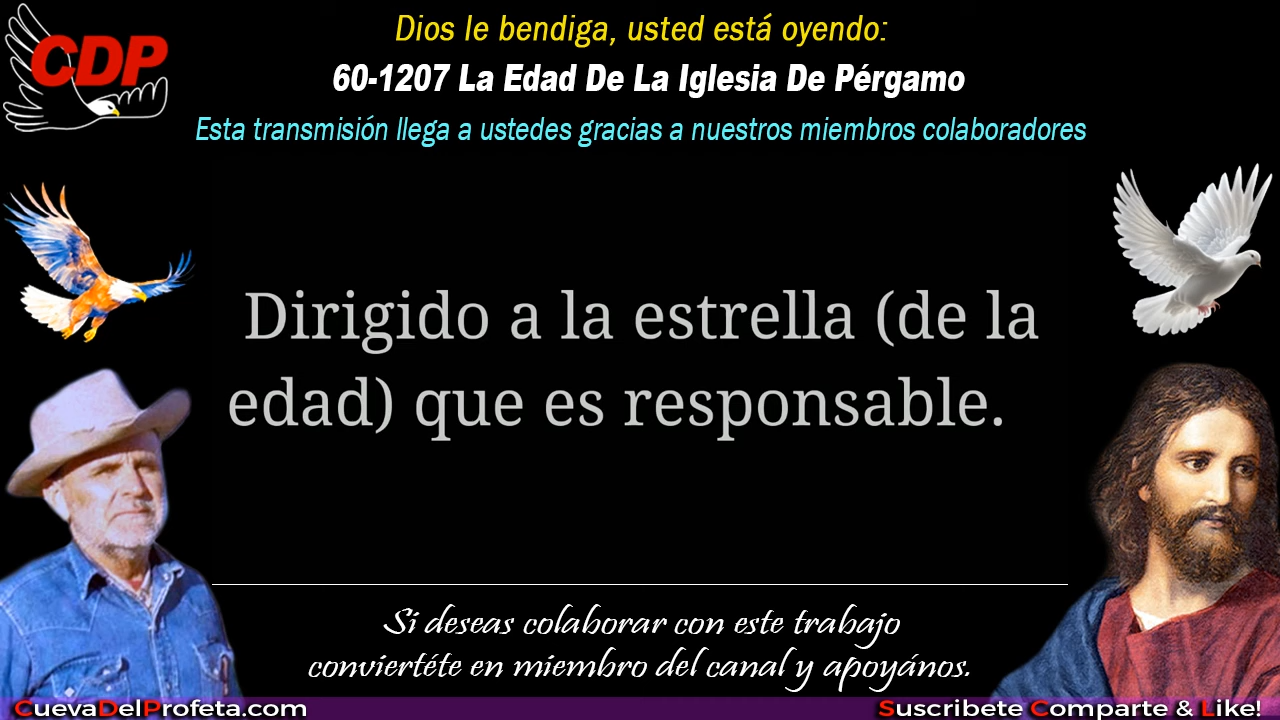 CDP
Dios le bendiga, usted está oyendo:
60-1207 La Edad De La Iglesia De Pérgamo
Esta transmisión llega a ustedes gracias a nuestros miembros colaboradores
Dirigido a la estrella (de la
edad) que es responsable.
Si deseas colaborar con este trabajo
conviertéte en miembro del canal y apoyános.
CuevaDelProfeta.com
Suscribete Comparte & Like!